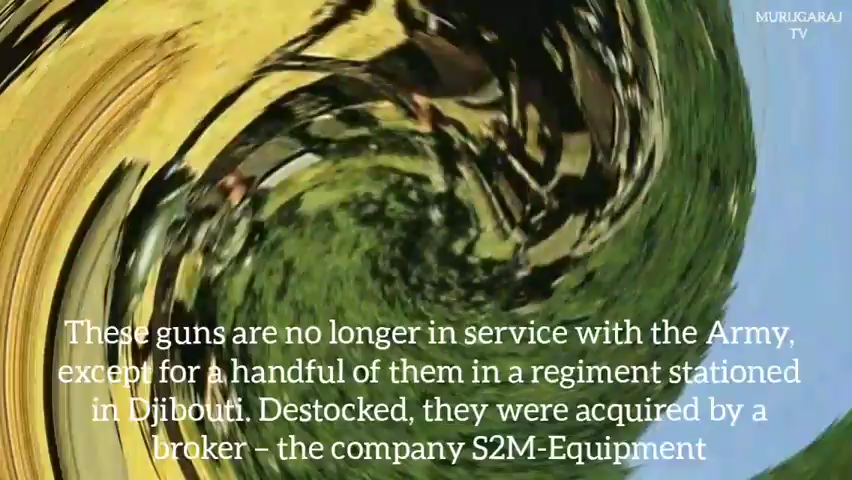 MURIJGARAJ
TV
These guns are no longer in service with the Army,
except for a handful of them in a regiment stationed
in Djibouti. Destocked, they were acquired by a
broker – the company S2M-Equipment